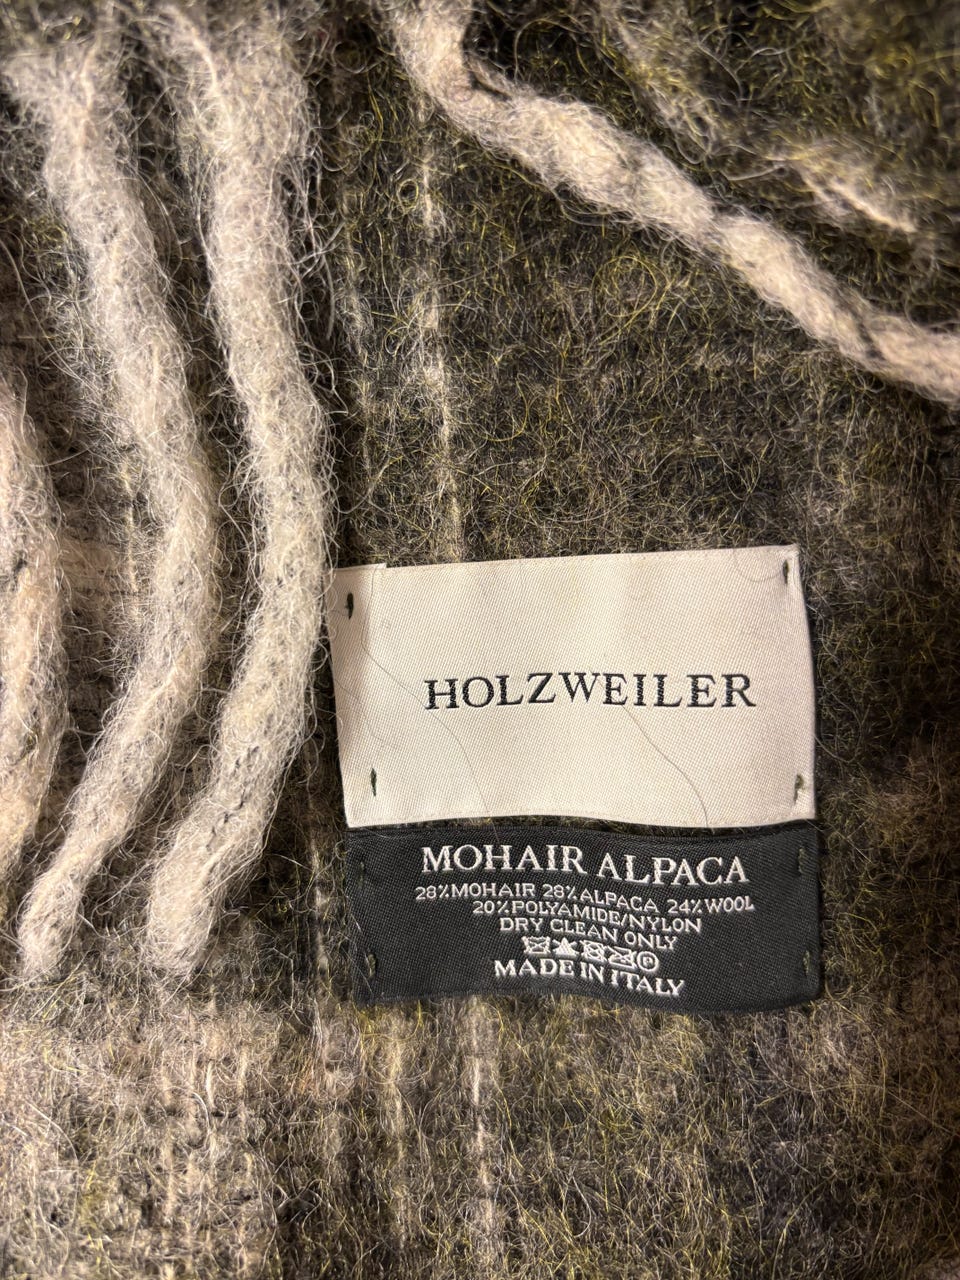 HOLZWEILER
MOHAIR ALPACA
28%MOHAIR 28%ALPACA 24%WOOL
20%POLYAMIDE/NYLON
DRY CLEAN ONLY
P
MADE IN ITALY